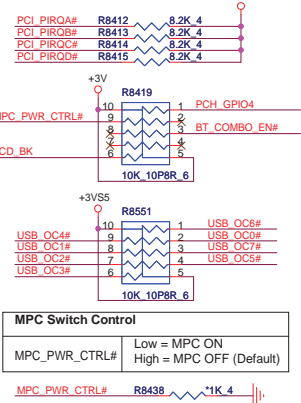 PCI_PIRQA# R8412 8.2K_4
PCI_PIRQB# R8413 8.2K_4
PCI_PIRQC# R8414 8.2K_4
PCI_PIRQD# R8415 8.2K_4
+3V
R8419
10 1 PCH_GPIO4
MPC_PWR_CTRL# 9 2
8 3 BT_COMBO_EN#
7 4
CD_BK 6 5
10K_10P8R_6
+3VS5
R8551
10 1 USB_OC6#
USB_OC4# 9 2 USB_OC0#
USB_OC1# 8 3 USB_OC7#
USB_OC2# 7 4 USB_OC5#
USB_OC3# 6 5
10K_10P8R_6
MPC Switch Control
MPC_PWR_CTRL# Low = MPC ON
High = MPC OFF (Default)
MPC_PWR_CTRL# R8438 *1K_4